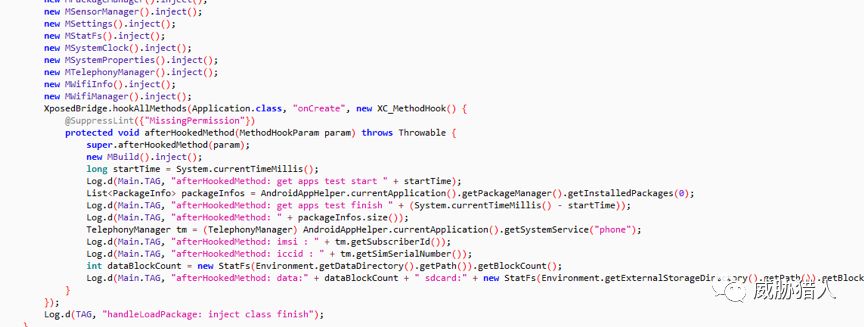 new MPackageManager().inject();
new MSensorManager().inject();
new MSettings().inject();
new MStatFs().inject();
new MSystemClock().inject();
new MSystemProperties().inject();
new MTelephonyManager().inject();
new MWifiInfo().inject();
new MWifiManager().inject();
XposedBridge.hookAllMethods(Application.class, "onCreate", new XC_MethodHook() {
@SuppressLint({"MissingPermission"})
protected void afterHookedMethod(MethodHookParam param) throws Throwable {
super.afterHookedMethod(param);
new MBuild().inject();
long startTime = System.currentTimeMillis();
Log.d(Main.TAG, "afterHookedMethod: get apps test start " + startTime);
List<PackageInfo> packageInfos = AndroidAppHelper.currentApplication().getPackageManager().getInstalledPackages(0);
Log.d(Main.TAG, "afterHookedMethod: get apps test finish " + (System.currentTimeMillis() - startTime));
Log.d(Main.TAG, "afterHookedMethod: " + packageInfos.size());
TelephonyManager tm = (TelephonyManager) AndroidAppHelper.currentApplication().getSystemService("phone");
Log.d(Main.TAG, "afterHookedMethod: imsi : " + tm.getSubscriberId());
Log.d(Main.TAG, "afterHookedMethod: iccid : " + tm.getSimSerialNumber());
int dataBlockCount = new StatFs(Environment.getDataDirectory().getPath()).getBlockCount();
Log.d(Main.TAG, "afterHookedMethod: data:" + dataBlockCount + " sdcard:" + new StatFs(Environment.getExternalStorageDirectory().getPath()).getBlock
}
});
Log.d(TAG, "handleLoadPackage: inject class finish");
}
威胁猎人